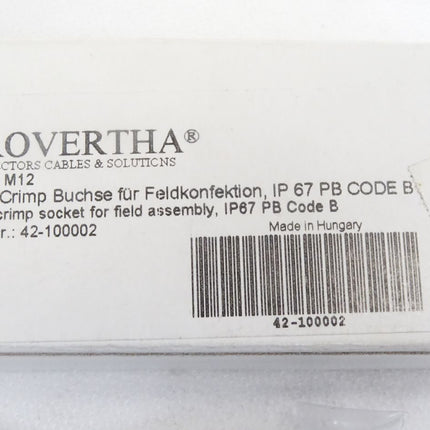 ROVERTHA®
CTORS CABLES & SOLUTIONS
M12
Crimp Buchse für Feldkonfektion, IP 67 PB CODE B
crimp socket for field assembly, IP67 PB Code B
r.: 42-100002
Made in Hungary
42-100002